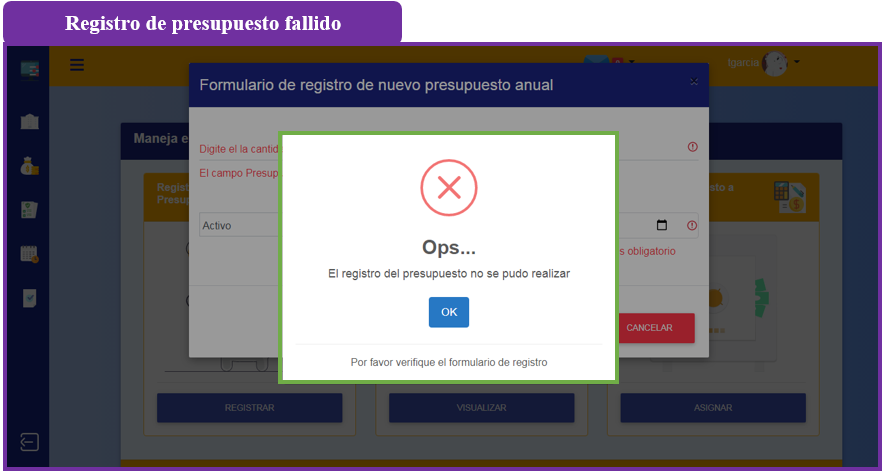 Registro de presupuesto fallido
tgarcia
Formulario de registro de nuevo presupuesto anual
×
Maneja e
Digite el la cantid
El campo Presup
Regist
Presup
sto a
Activo
s obligatorio
Ops...
El registro del presupuesto no se pudo realizar
OK
CANCELAR
Por favor verifique el formulario de registro
REGISTRAR
VISUALIZAR
ASIGNAR